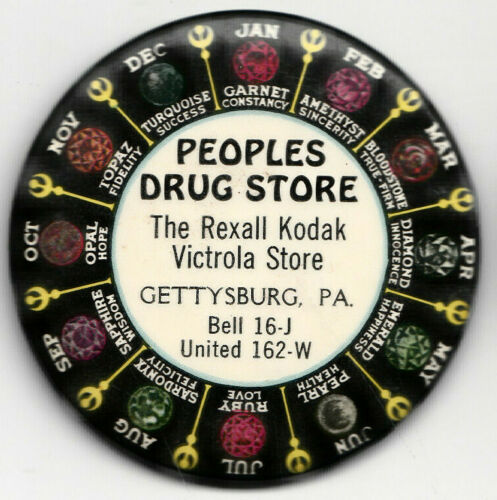 PEOPLES
DRUG STORE
The Rexall Kodak
Victrola Store
GETTYSBURG, PA.
Bell 16-J
United 162-W
JAN
GARNET
CONSTANCY
FEB
AMETHYST
SINCERITY
MAR
BLOODSTONE
TRUE-FIRM
APR
DIAMOND
INNOCENCE
MAY
EMERALD
HAPPINESS
JUN
PEARL
HEALTH
JUL
RUBY
LOVE
AUG
SARDONYX
FELICITY
SEP
SAPPHIRE
WISDOM
OCT
OPAL
HOPE
NOV
TOPAZ
FIDELITY
DEC
TURQUOISE
SUCCESS